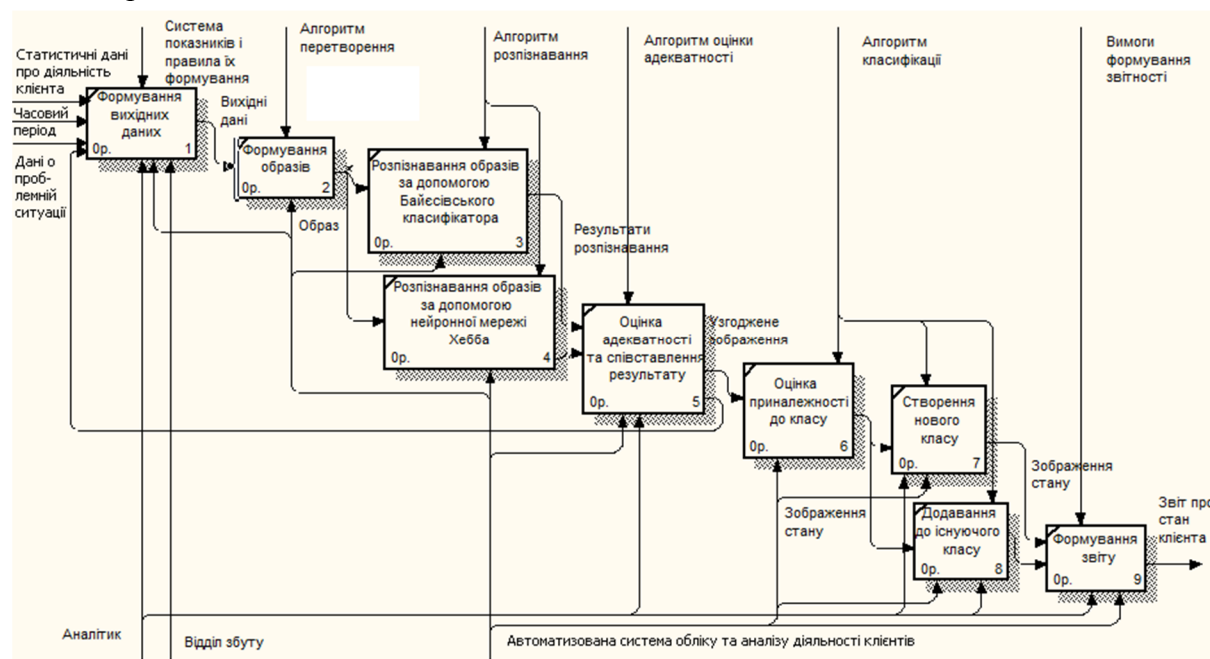 Система
показників і
правила їх
формування
Алгоритм
перетворення
Алгоритм
розпізнавання
Алгоритм оцінки
адекватності
Алгоритм
класифікації
Вимоги
формування
звітності
Статистичні дані
про діяльність
клієнта
Часовий
період
Дані о
проб-
лемній
ситуації
Формування
вихідних
даних
0р. 1
Вихідні
дані
Формування
образів
0р. 2
Образ
Розпізнавання образів
за допомогою
Байєсівського
класифікатора
0р. 3
Результати
розпізнавання
Розпізнавання образів
за допомогою
нейронної мережі
Хебба
0р. 4
Оцінка
адекватності
та співставлення
результату
0р. 5
Узгоджене
зображення
Оцінка
приналежності
до класу
0р. 6
Створення
нового
класу
0р. 7
Зображення
стану
Зображення
стану
Додавання
до існуючого
класу
0р. 8
Формування
звіту
0р. 9
Звіт про
стан
клієнта
Аналітик
Відділ збуту
Автоматизована система обліку та аналізу діяльності клієнтів